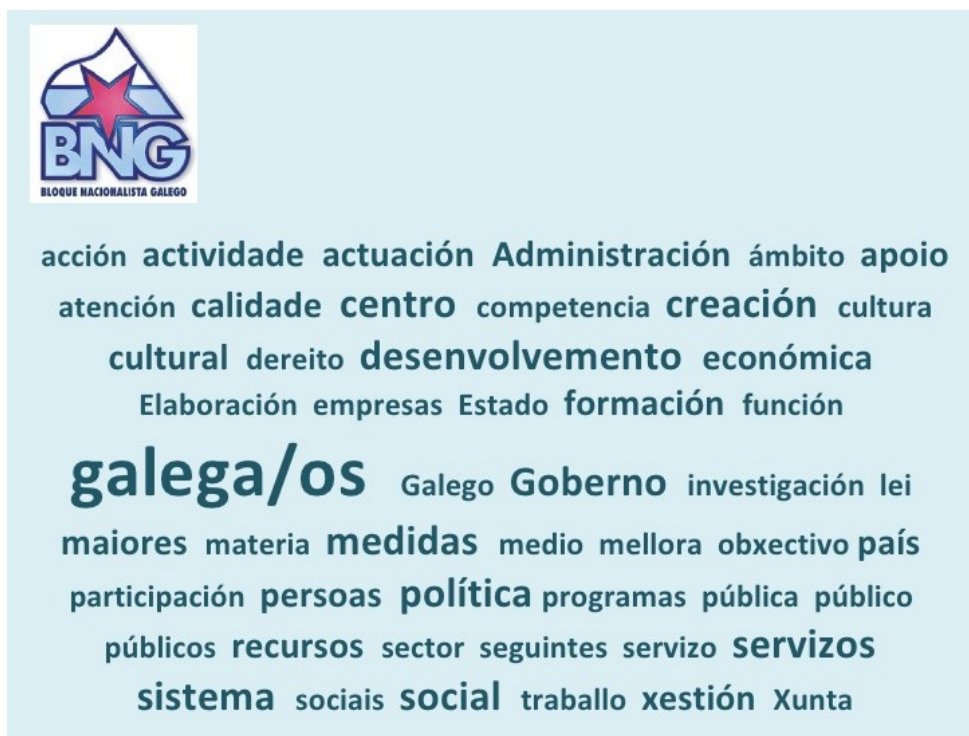 BNG
BLOQUE NACIONALISTA GALEGO
acción actividade actuación Administración ámbito apoio
atención calidade centro competencia creación cultura
cultural dereito desenvolvemento económica
Elaboración empresas Estado formación función
galega/os Galego Goberno investigación lei
maiores materia medidas medio mellora obxectivo país
participación persoas política programas pública público
públicos recursos sector seguintes servizo servizos
sistema sociais social traballo xestión Xunta